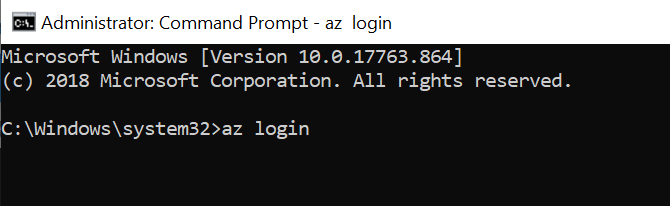 Administrator: Command Prompt - az  login
Microsoft Windows [Version 10.0.17763.864]
(c) 2018 Microsoft Corporation. All rights reserved.
C:\Windows\system32>az login